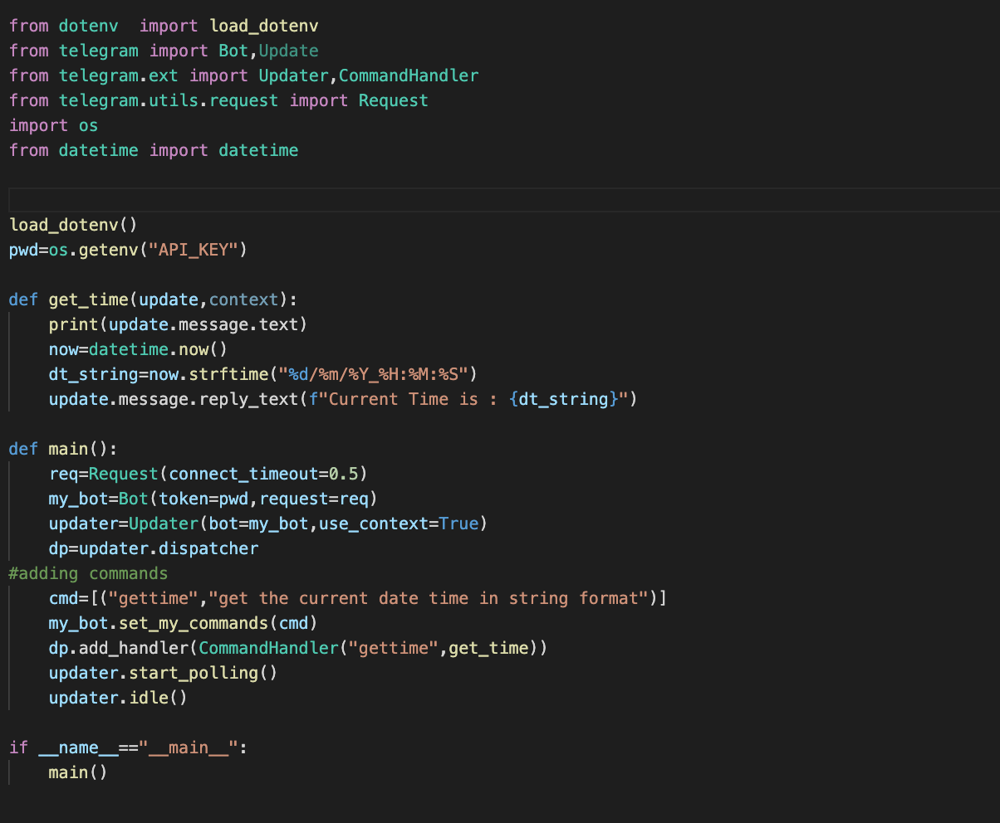 from dotenv  import load_dotenv
from telegram import Bot,Update
from telegram.ext import Updater,CommandHandler
from telegram.utils.request import Request
import os
from datetime import datetime
load_dotenv()
pwd=os.getenv("API_KEY")
def get_time(update,context):
    print(update.message.text)
    now=datetime.now()
    dt_string=now.strftime("%d/%m/%Y_%H:%M:%S")
    update.message.reply_text(f"Current Time is : {dt_string}")
def main():
    req=Request(connect_timeout=0.5)
    my_bot=Bot(token=pwd,request=req)
    updater=Updater(bot=my_bot,use_context=True)
    dp=updater.dispatcher
#adding commands
    cmd=[("gettime","get the current date time in string format")]
    my_bot.set_my_commands(cmd)
    dp.add_handler(CommandHandler("gettime",get_time))
    updater.start_polling()
    updater.idle()
if __name__=="__main__":
    main()